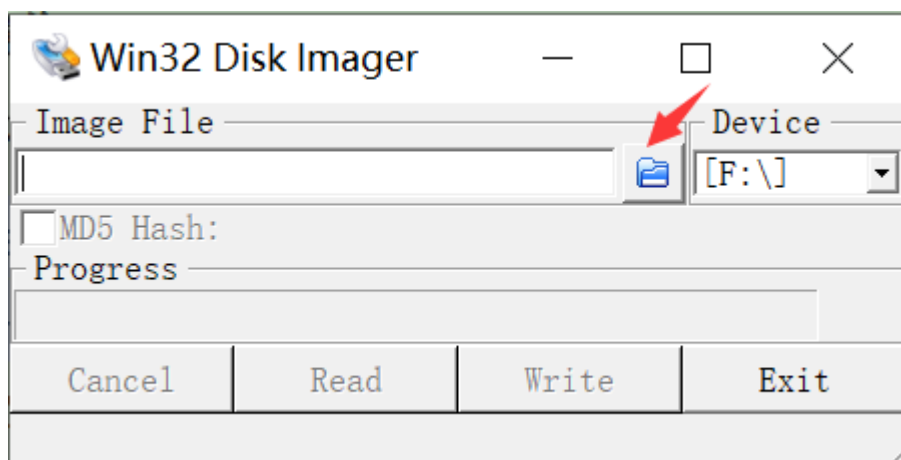 Win32 Disk Imager
Image File
Device
[F:\]
MD5 Hash:
Progress
Cancel Read Write Exit